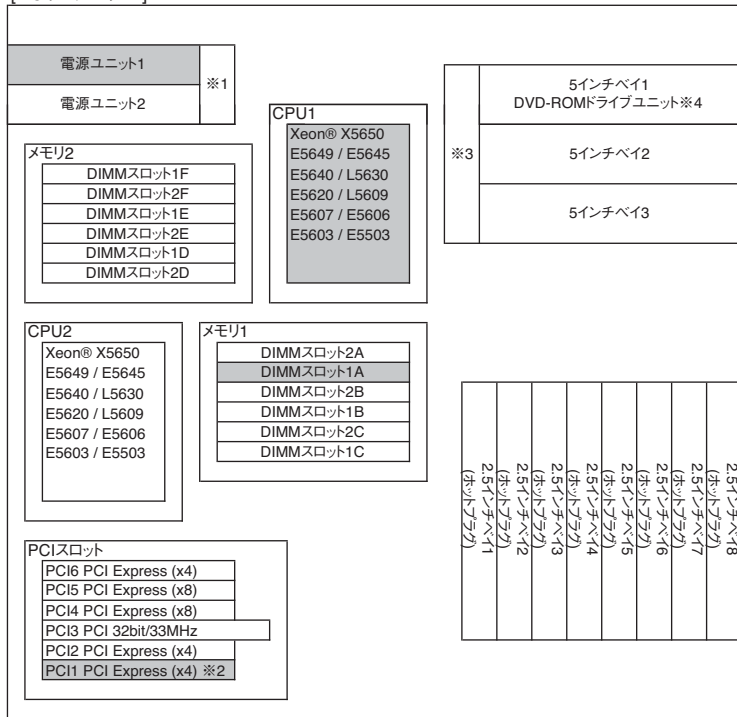 電源ユニット1
電源ユニット2
※1
メモリ2
DIMMスロット1F
DIMMスロット2F
DIMMスロット1E
DIMMスロット2E
DIMMスロット1D
DIMMスロット2D
CPU1
Xeon® X5650
E5649 / E5645
E5640 / L5630
E5620 / L5609
E5607 / E5606
E5603 / E5503
※3
5インチベイ1
DVD-ROMドライブユニット※4
5インチベイ2
5インチベイ3
CPU2
Xeon® X5650
E5649 / E5645
E5640 / L5630
E5620 / L5609
E5607 / E5606
E5603 / E5503
メモリ1
DIMMスロット2A
DIMMスロット1A
DIMMスロット2B
DIMMスロット1B
DIMMスロット2C
DIMMスロット1C
2.5インチベイ1
(ホットプラグ)
2.5インチベイ2
(ホットプラグ)
2.5インチベイ3
(ホットプラグ)
2.5インチベイ4
(ホットプラグ)
2.5インチベイ5
(ホットプラグ)
2.5インチベイ6
(ホットプラグ)
2.5インチベイ7
(ホットプラグ)
2.5インチベイ8
(ホットプラグ)
PCIスロット
PCI6 PCI Express (x4)
PCI5 PCI Express (x8)
PCI4 PCI Express (x8)
PCI3 PCI 32bit/33MHz
PCI2 PCI Express (x4)
PCI1 PCI Express (x4) ※2